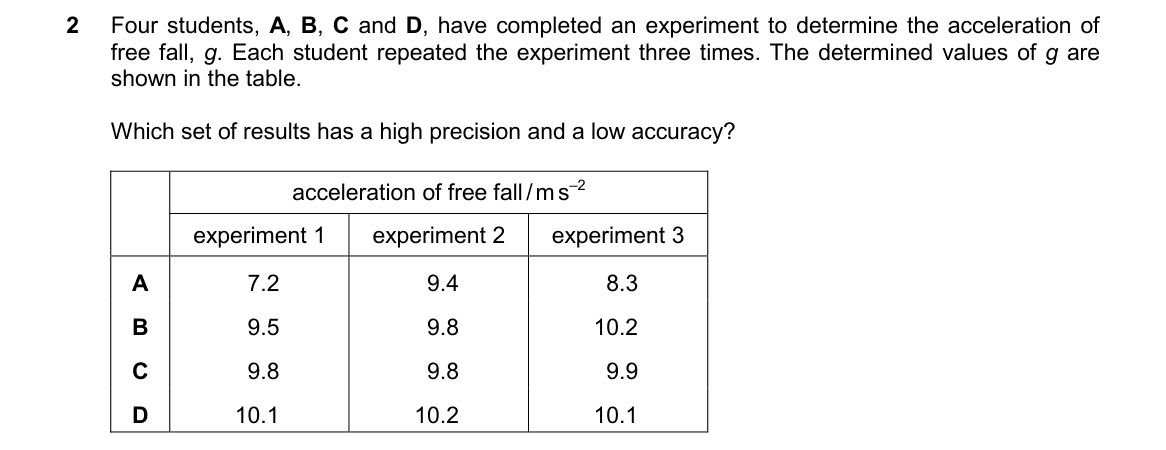 2 Four students, A, B, C and D, have completed an experiment to determine the acceleration of
free fall, g. Each student repeated the experiment three times. The determined values of g are
shown in the table.
Which set of results has a high precision and a low accuracy?
acceleration of free fall / m s⁻²
experiment 1 experiment 2 experiment 3
A 7.2 9.4 8.3
B 9.5 9.8 10.2
C 9.8 9.8 9.9
D 10.1 10.2 10.1